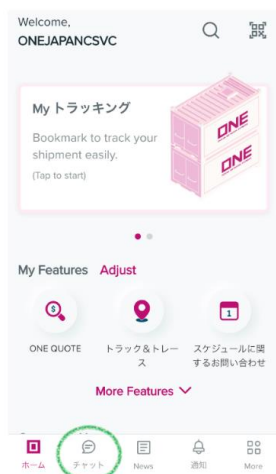 Welcome,
ONEJAPANCSVC
My トラッキング
Bookmark to track your
shipment easily.
(Tap to start)
ONE
ONE
My Features Adjust
$
1
ONE QUOTE
トラック&トレー
ス
スケジュールに関
するお問い合わせ
More Features
ホーム チャット News 通知 More